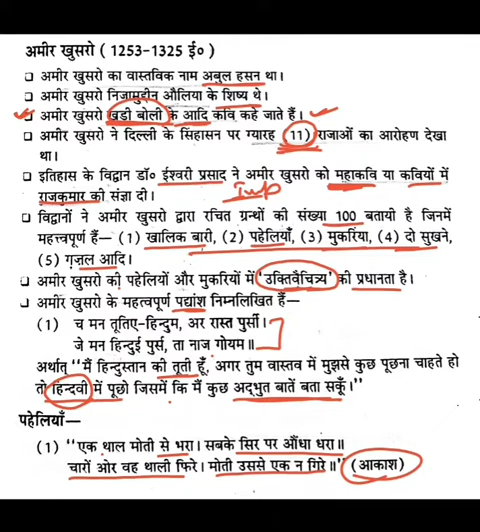 अमीर खुसरो ( 1253-1325 ई० )
❑ अमीर खुसरो का वास्तविक नाम अबुल हसन था।
❑ अमीर खुसरो निजामुद्दीन औलिया के शिष्य थे।
❑ अमीर खुसरो खड़ी बोली के आदि कवि कहे जाते हैं।
❑ अमीर खुसरो ने दिल्ली के सिंहासन पर ग्यारह (11) राजाओं का आरोहण देखा
था।
❑ इतिहास के विद्वान डॉ० ईश्वरी प्रसाद ने अमीर खुसरो को महाकवि या कवियों में
राजकुमार की संज्ञा दी। Imp
❑ विद्वानों ने अमीर खुसरो द्वारा रचित ग्रन्थों की संख्या 100 बतायी है जिनमें
महत्त्वपूर्ण हैं— (1) खालिक बारी, (2) पहेलियाँ, (3) मुकरिया, (4) दो सुखने,
(5) ग़ज़ल आदि।
❑ अमीर खुसरो की पहेलियों और मुकरियों में 'उक्तिवैचित्र्य' की प्रधानता है।
❑ अमीर खुसरो के महत्वपूर्ण पद्यांश निम्नलिखित हैं—
(1) च मन तूतिए-हिन्दुम, अर रास्त पुर्सी।
जे मन हिन्दुई पुर्स, ता नाज गोयम॥
अर्थात् "मैं हिन्दुस्तान की तूती हूँ, अगर तुम वास्तव में मुझसे कुछ पूछना चाहते हो
तो हिन्दवी में पूछो जिसमें कि मैं कुछ अद्भुत बातें बता सकूँ।"
पहेलियाँ—
(1) "एक थाल मोती से भरा। सबके सिर पर औंधा धरा॥
चारों ओर वह थाली फिरे। मोती उससे एक न गिरे॥" (आकाश)